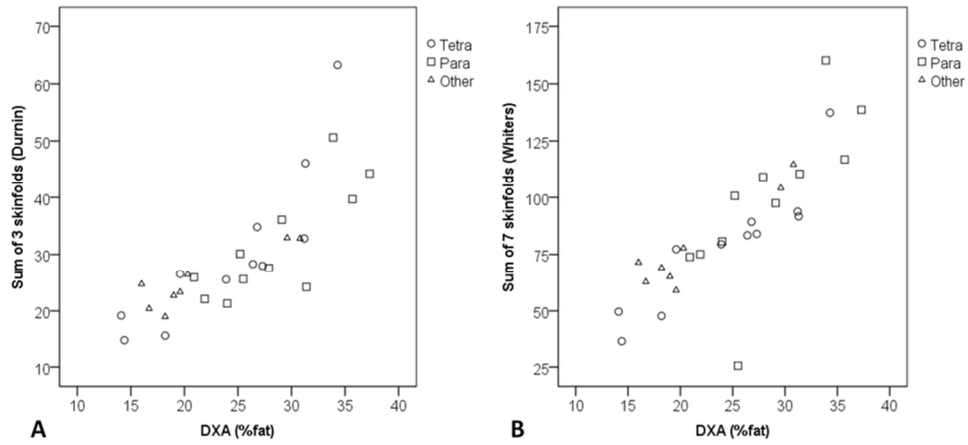 70
60
50
40
30
20
10
Sum of 3 skinfolds (Durnin)
10 15 20 25 30 35 40
DXA (%fat)
A
Tetra
Para
Other
175
150
125
100
75
50
25
Sum of 7 skinfolds (Whiters)
10 15 20 25 30 35 40
DXA (%fat)
B
Tetra
Para
Other